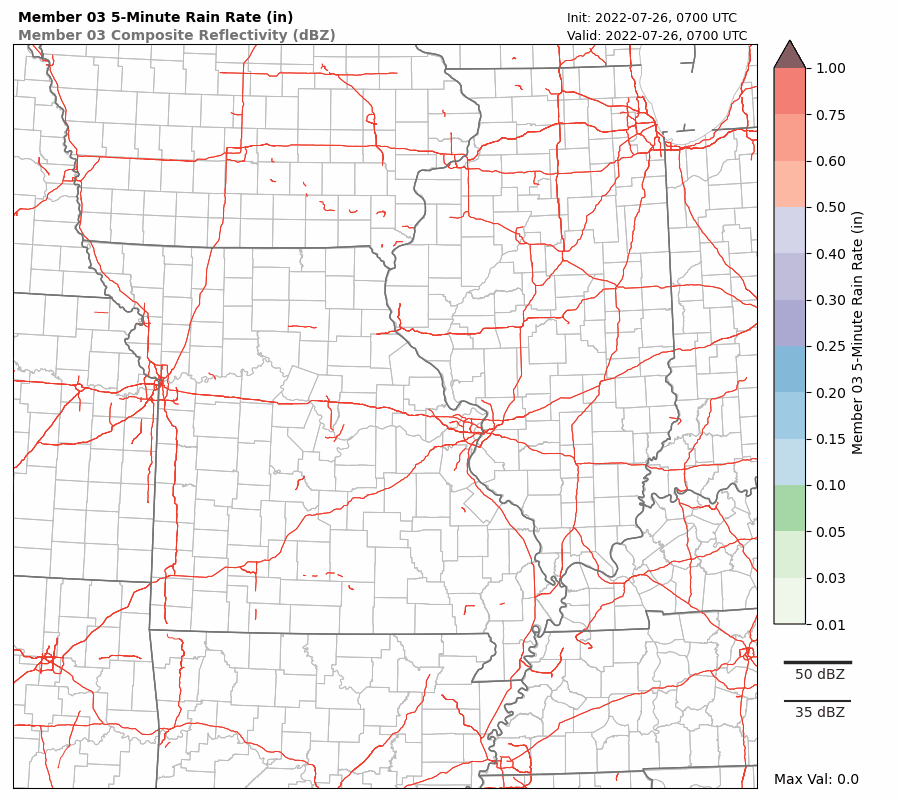 Member 03 5-Minute Rain Rate (in)
Member 03 Composite Reflectivity (dBZ)
Init: 2022-07-26, 0700 UTC
Valid: 2022-07-26, 0700 UTC
1.00
0.75
0.60
0.50
0.40
0.30
0.25
0.20
0.15
0.10
0.05
0.03
0.01
Member 03 5-Minute Rain Rate (in)
50 dBZ
35 dBZ
Max Val: 0.0